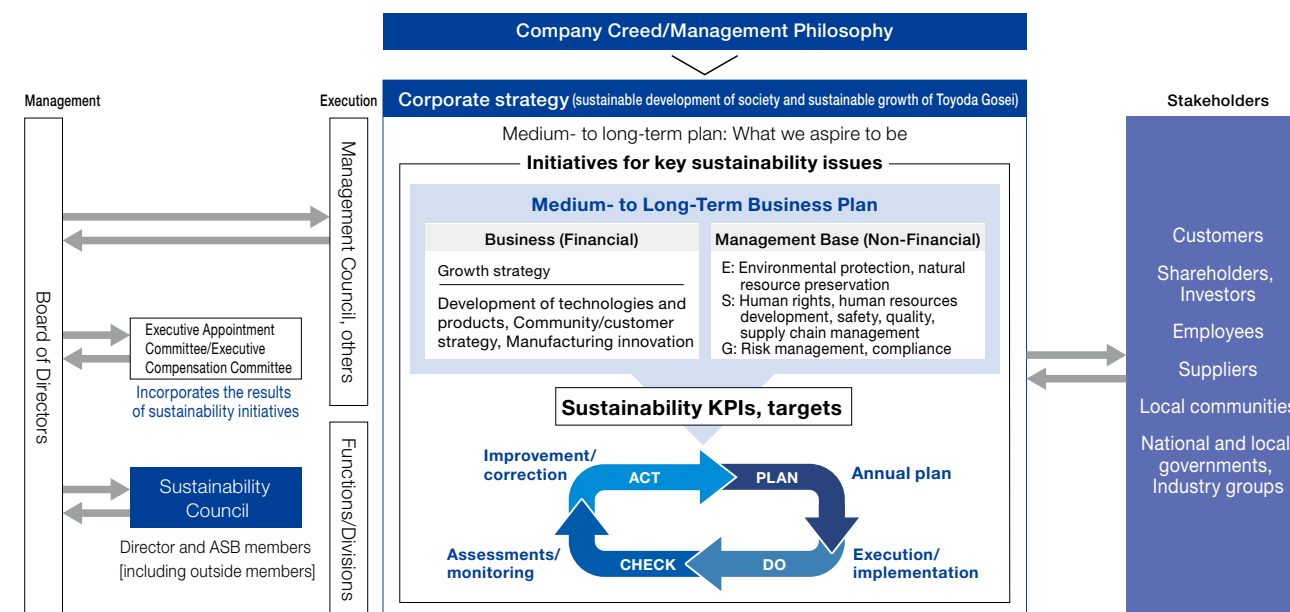 Company Creed/Management Philosophy
Management
Execution
Corporate strategy (sustainable development of society and sustainable growth of Toyoda Gosei)
Stakeholders
Medium- to long-term plan: What we aspire to be
Initiatives for key sustainability issues
Medium- to Long-Term Business Plan
Business (Financial)
Growth strategy
Development of technologies and
products, Community/customer
strategy, Manufacturing innovation
Management Base (Non-Financial)
E: Environmental protection, natural
resource preservation
S: Human rights, human resources
development, safety, quality,
supply chain management
G: Risk management, compliance
Board of Directors
Management Council, others
Executive Appointment
Committee/Executive
Compensation Committee
Incorporates the results
of sustainability initiatives
Sustainability
Council
Director and ASB members
[including outside members]
Functions/Divisions
Sustainability KPIs, targets
Improvement/
correction
ACT
PLAN
Annual plan
Assessments/
monitoring
CHECK
DO
Execution/
implementation
Customers
Shareholders,
Investors
Employees
Suppliers
Local communities
National and local
governments,
Industry groups